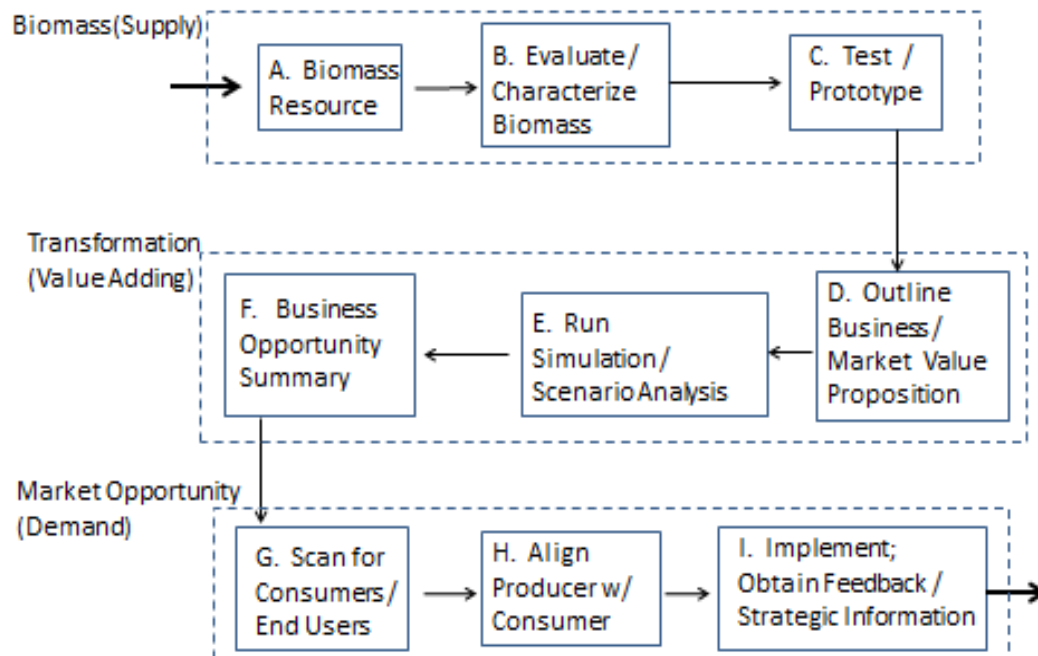 Biomass(Supply)
A. Biomass
Resource
B. Evaluate/
Characterize
Biomass
C. Test /
Prototype
Transformation
(Value Adding)
F. Business
Opportunity
Summary
E. Run
Simulation/
Scenario Analysis
D. Outline
Business/
Market Value
Proposition
Market Opportunity
(Demand)
G. Scan for
Consumers/
End Users
H. Align
Producer w/
Consumer
I. Implement;
Obtain Feedback /
Strategic Information